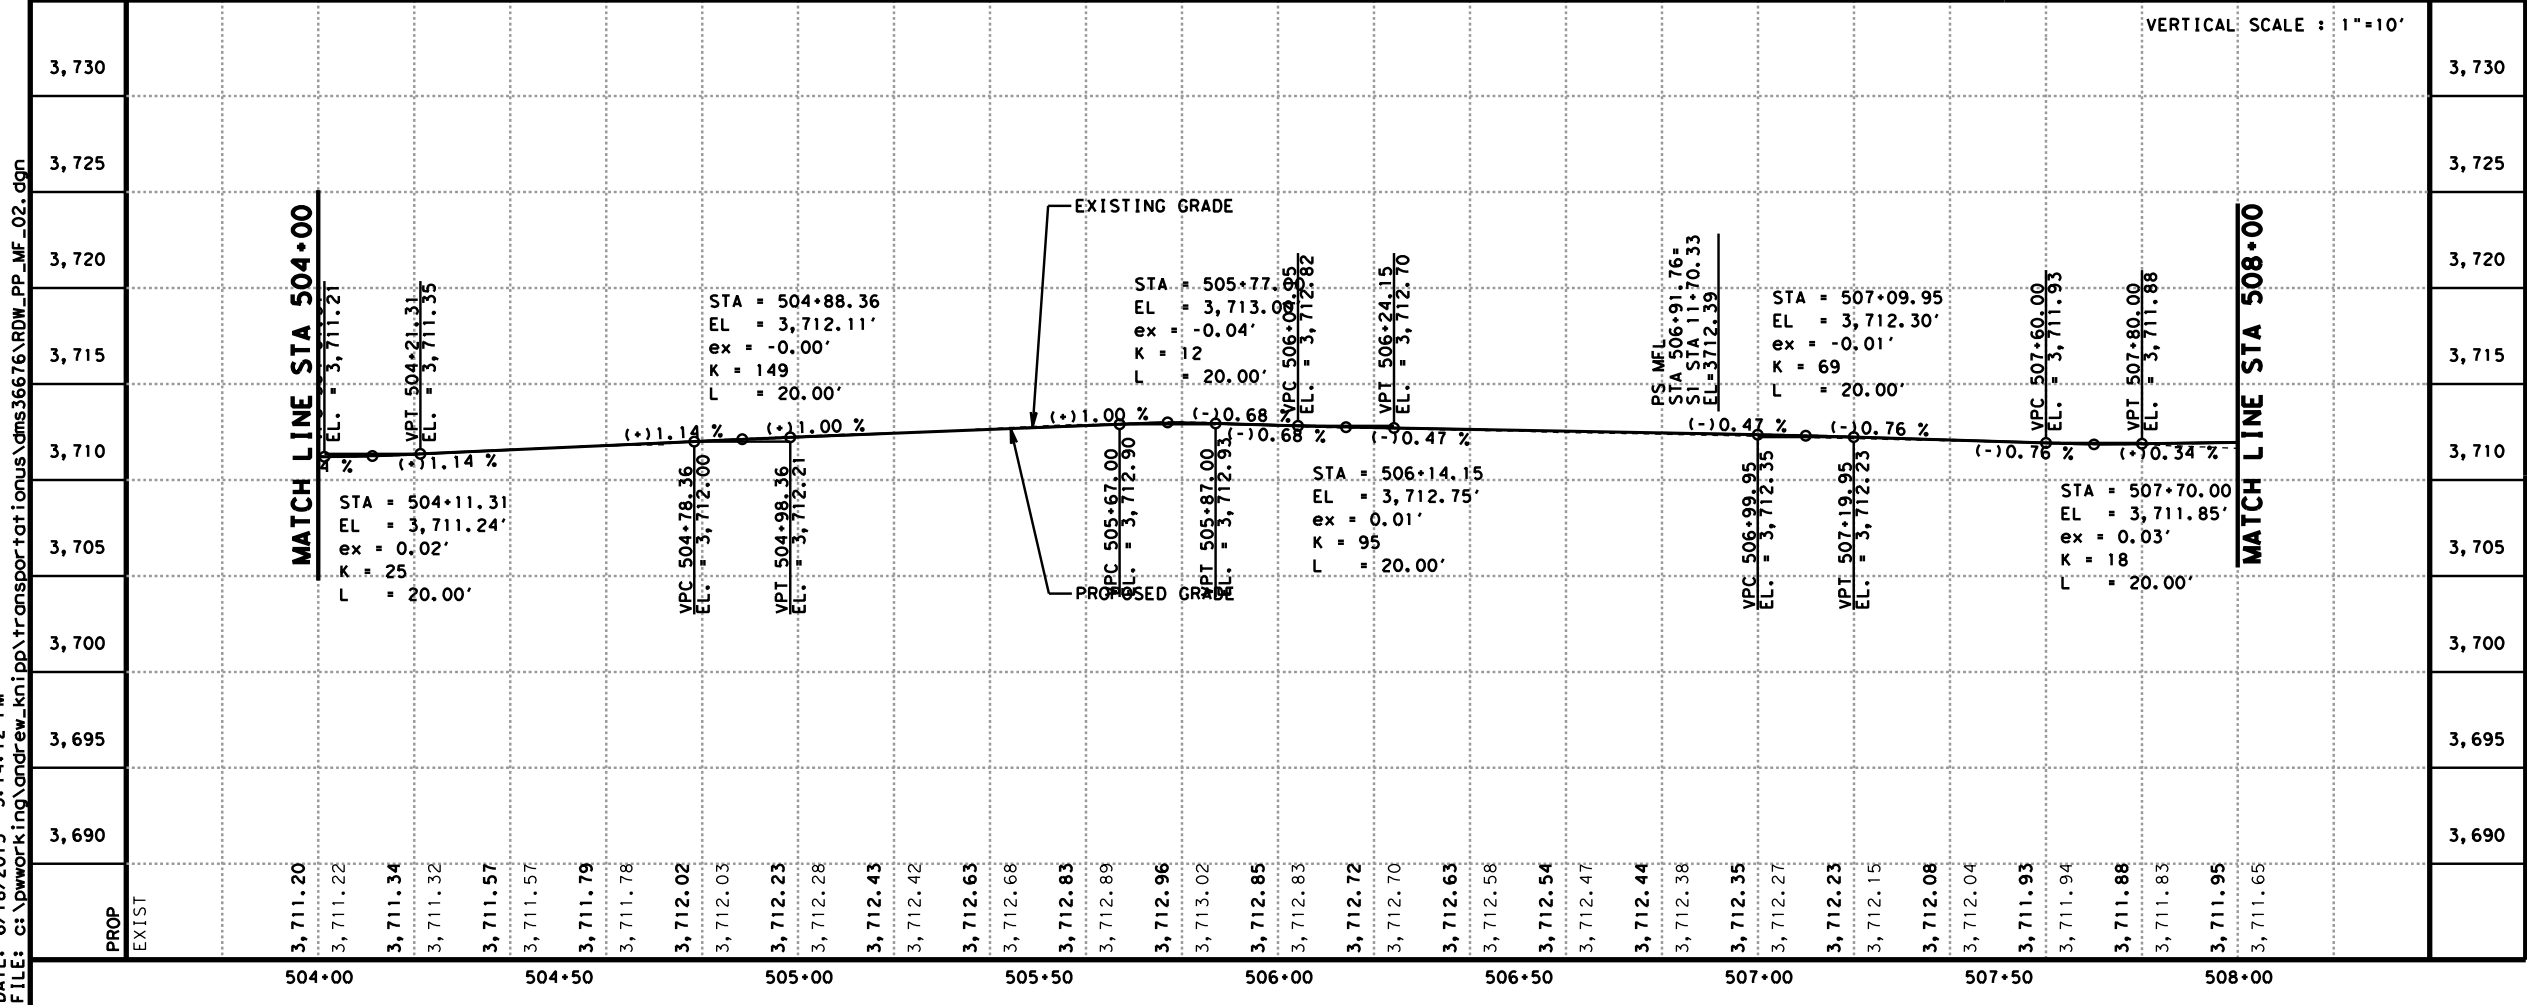 VERTICAL SCALE : 1"=10'
3,730
3,725
3,720
3,715
3,710
3,705
3,700
3,695
3,690
3,730
3,725
3,720
3,715
3,710
3,705
3,700
3,695
3,690
FILE: c:\pwworking\andrew_knipp\transportationus\dms36676\RDW_PP_MF_02.dgn
MATCH LINE STA 504+00
EL. = 3,711.21
VPT 504+21.31
EL. = 3,711.35
4 %
(+)1.14 %
STA = 504+11.31
EL = 3,711.24'
ex = 0.02'
K = 25
L = 20.00'
STA = 504+88.36
EL = 3,712.11'
ex = -0.00'
K = 149
L = 20.00'
(+)1.14 %
(+)1.00 %
VPC 504+78.36
EL. = 3,712.00
VPT 504+98.36
EL. = 3,712.21
EXISTING GRADE
PROPOSED GRADE
STA = 505+77.00
EL = 3,713.00'
ex = -0.04'
K = 12
L = 20.00'
(+)1.00 %
(-)0.68 %
VPC 505+67.00
EL. = 3,712.90
VPT 505+87.00
EL. = 3,712.93
VPC 506+04.15
EL. = 3,712.82
VPT 506+24.15
EL. = 3,712.70
(-)0.68 %
(-)0.47 %
STA = 506+14.15
EL = 3,712.75'
ex = 0.01'
K = 95
L = 20.00'
PS MFL
STA 506+91.76=
S1 STA 11+70.33
EL=3712.39
STA = 507+09.95
EL = 3,712.30'
ex = -0.01'
K = 69
L = 20.00'
(-)0.47 %
(-)0.76 %
VPC 506+99.95
EL. = 3,712.35
VPT 507+19.95
EL. = 3,712.23
VPC 507+60.00
EL. = 3,711.93
VPT 507+80.00
EL. = 3,711.88
(-)0.76 %
(+)0.34 %
STA = 507+70.00
EL = 3,711.85'
ex = 0.03'
K = 18
L = 20.00'
MATCH LINE STA 508+00
PROP
EXIST
3,711.20
3,711.22
3,711.34
3,711.32
3,711.57
3,711.57
3,711.79
3,711.78
3,712.02
3,712.03
3,712.23
3,712.28
3,712.43
3,712.42
3,712.63
3,712.68
3,712.83
3,712.89
3,712.96
3,713.02
3,712.85
3,712.83
3,712.72
3,712.70
3,712.63
3,712.58
3,712.54
3,712.47
3,712.44
3,712.38
3,712.35
3,712.27
3,712.23
3,712.15
3,712.08
3,712.04
3,711.93
3,711.94
3,711.88
3,711.83
3,711.95
3,711.65
504+00
504+50
505+00
505+50
506+00
506+50
507+00
507+50
508+00